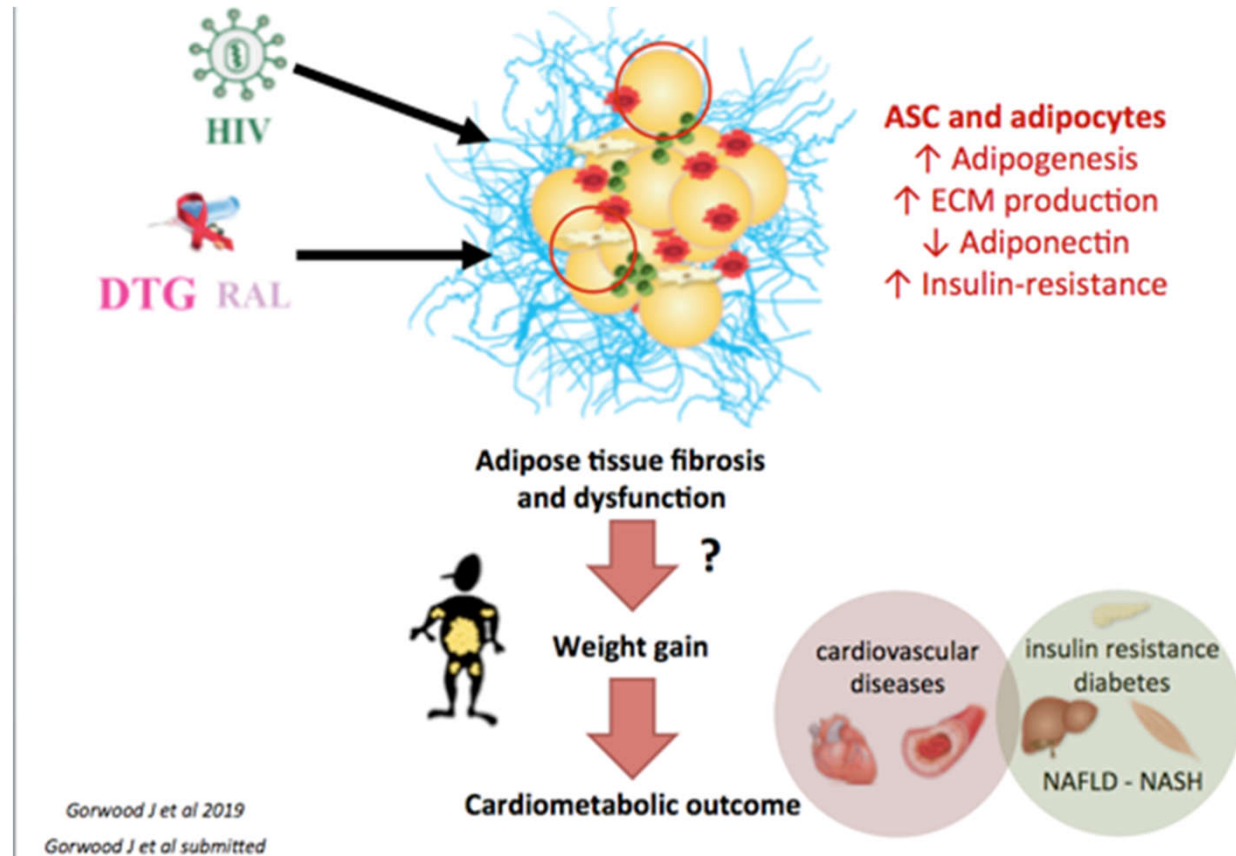 HIV
DTG RAL
ASC and adipocytes
↑ Adipogenesis
↑ ECM production
↓ Adiponectin
↑ Insulin-resistance
Adipose tissue fibrosis
and dysfunction
?
Weight gain
Cardiometabolic outcome
cardiovascular
diseases
insulin resistance
diabetes
NAFLD - NASH
Gorwood J et al 2019
Gorwood J et al submitted